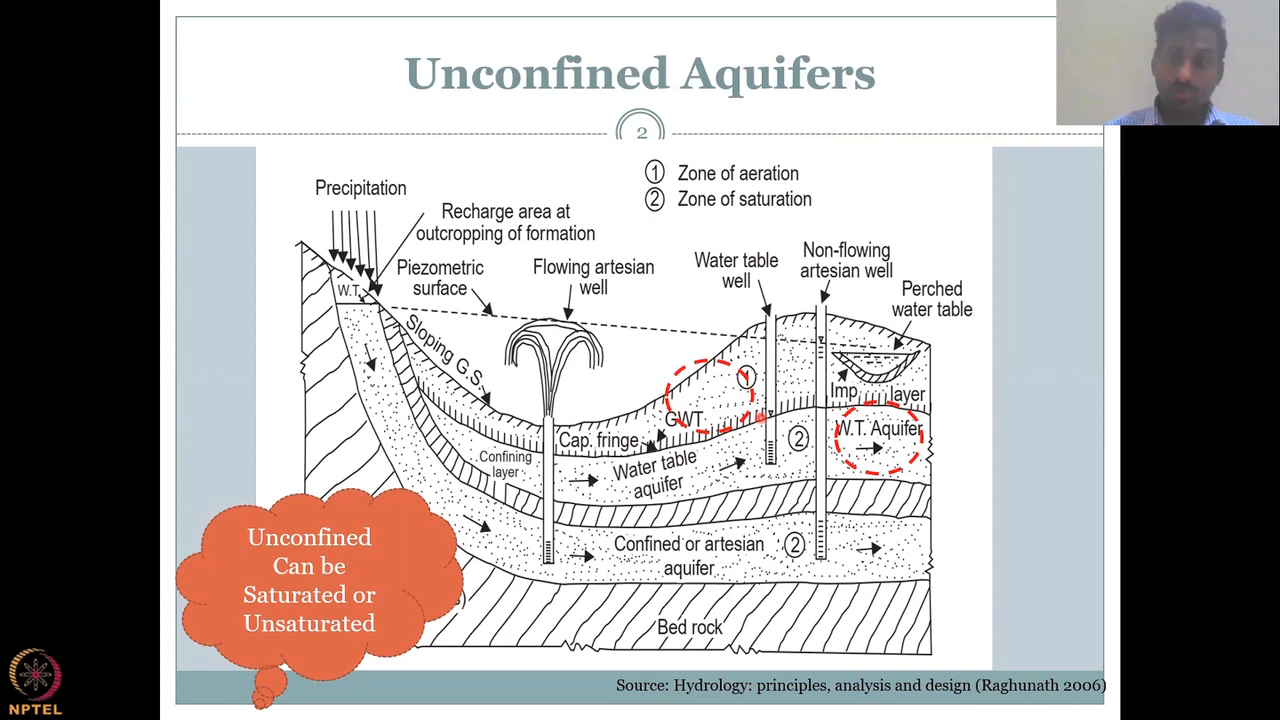 Unconfined Aquifers
2
1 Zone of aeration
2 Zone of saturation
Precipitation
Recharge area at
outcropping of formation
Piezometric
surface
Flowing artesian
well
Water table
well
Non-flowing
artesian well
Perched
water table
W.T.
Sloping G.S.
1
Imp
layer
GWT
W.T. Aquifer
Cap. fringe
2
Confining
layer
Water table
aquifer
Confined or artesian
aquifer
2
Bed rock
Unconfined
Can be
Saturated or
Unsaturated
Source: Hydrology: principles, analysis and design (Raghunath 2006)
NPTEL